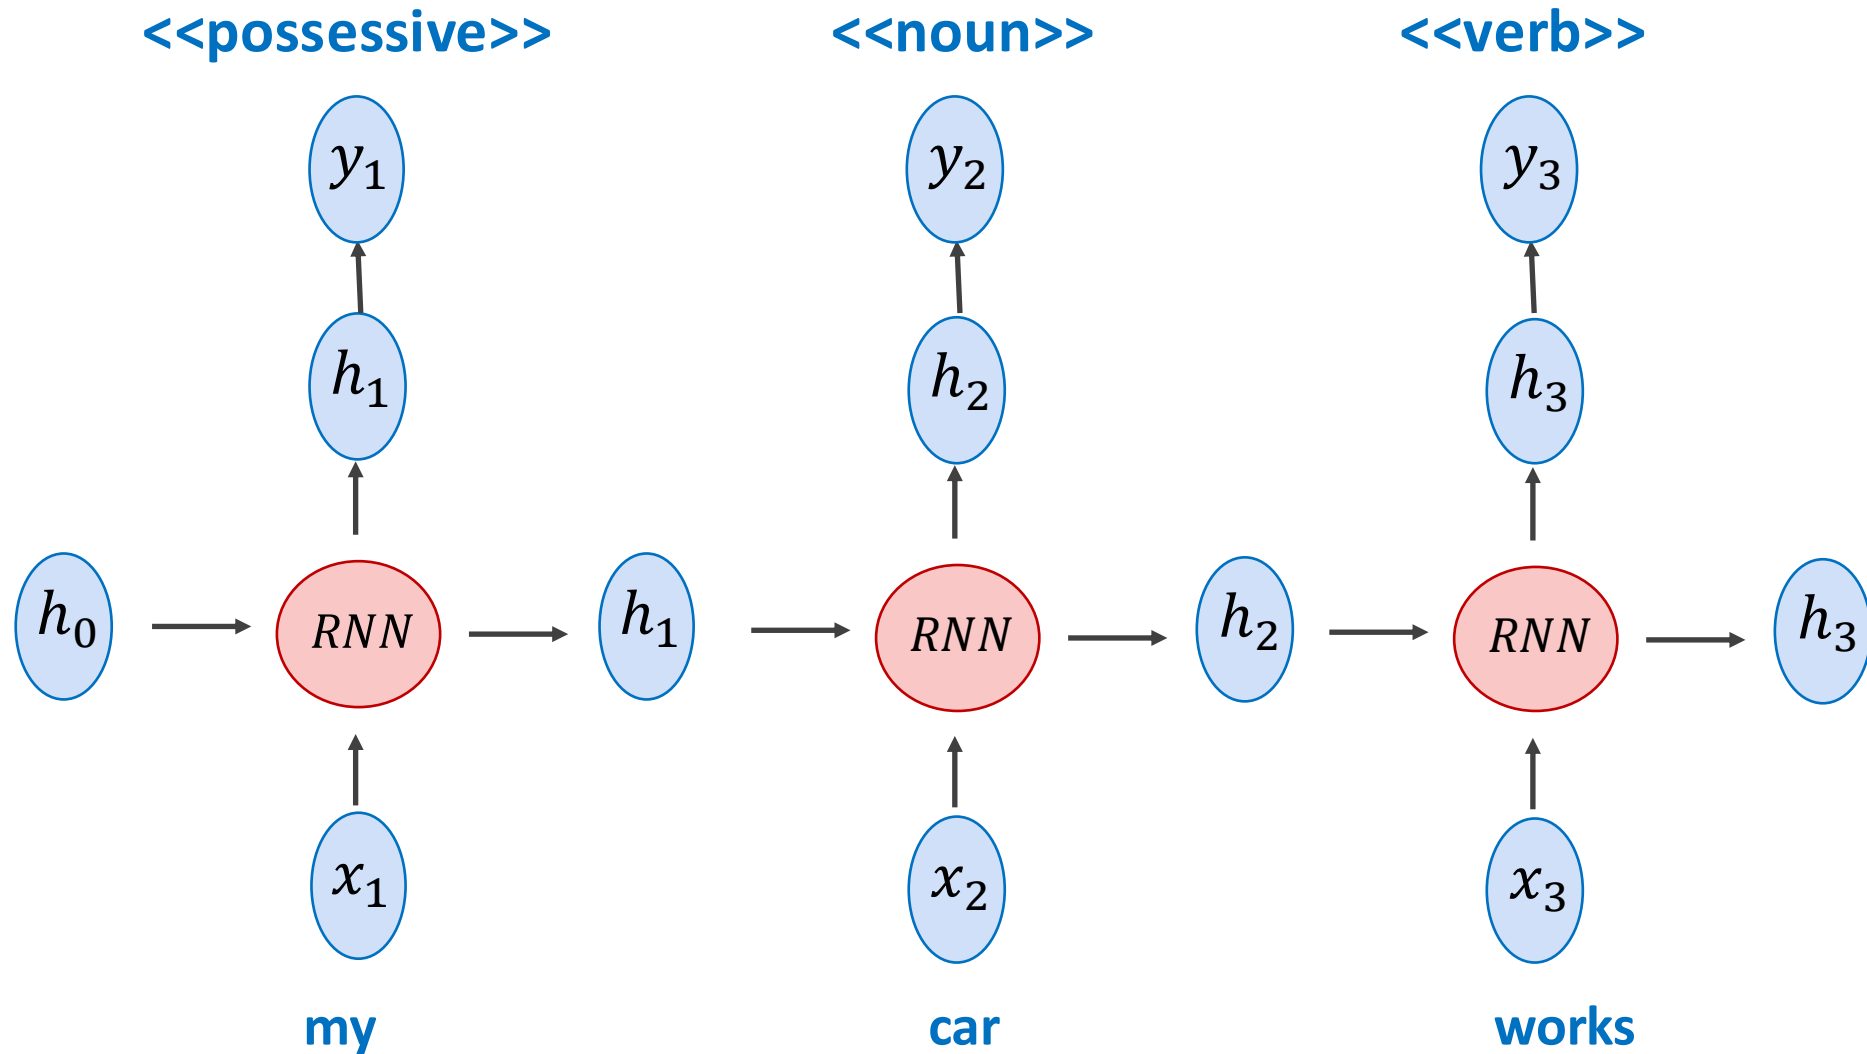 <<possessive>> <<noun>> <<verb>>
y₁ y₂ y₃
h₁ h₂ h₃
h₀ RNN h₁ RNN h₂ RNN h₃
x₁ x₂ x₃
my car works